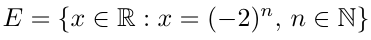 E = {x ∈ ℝ : x = (−2)ⁿ, n ∈ ℕ}